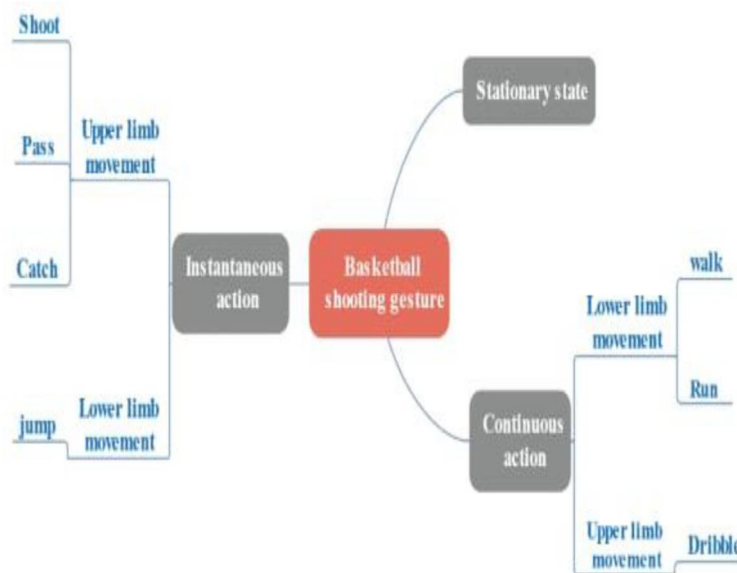 Shoot
Upper limb
movement
Pass
Catch
Instantaneous
action
Lower limb
movement
jump
Basketball
shooting gesture
Stationary state
Continuous
action
Lower limb
movement
walk
Run
Upper limb
movement
Dribble